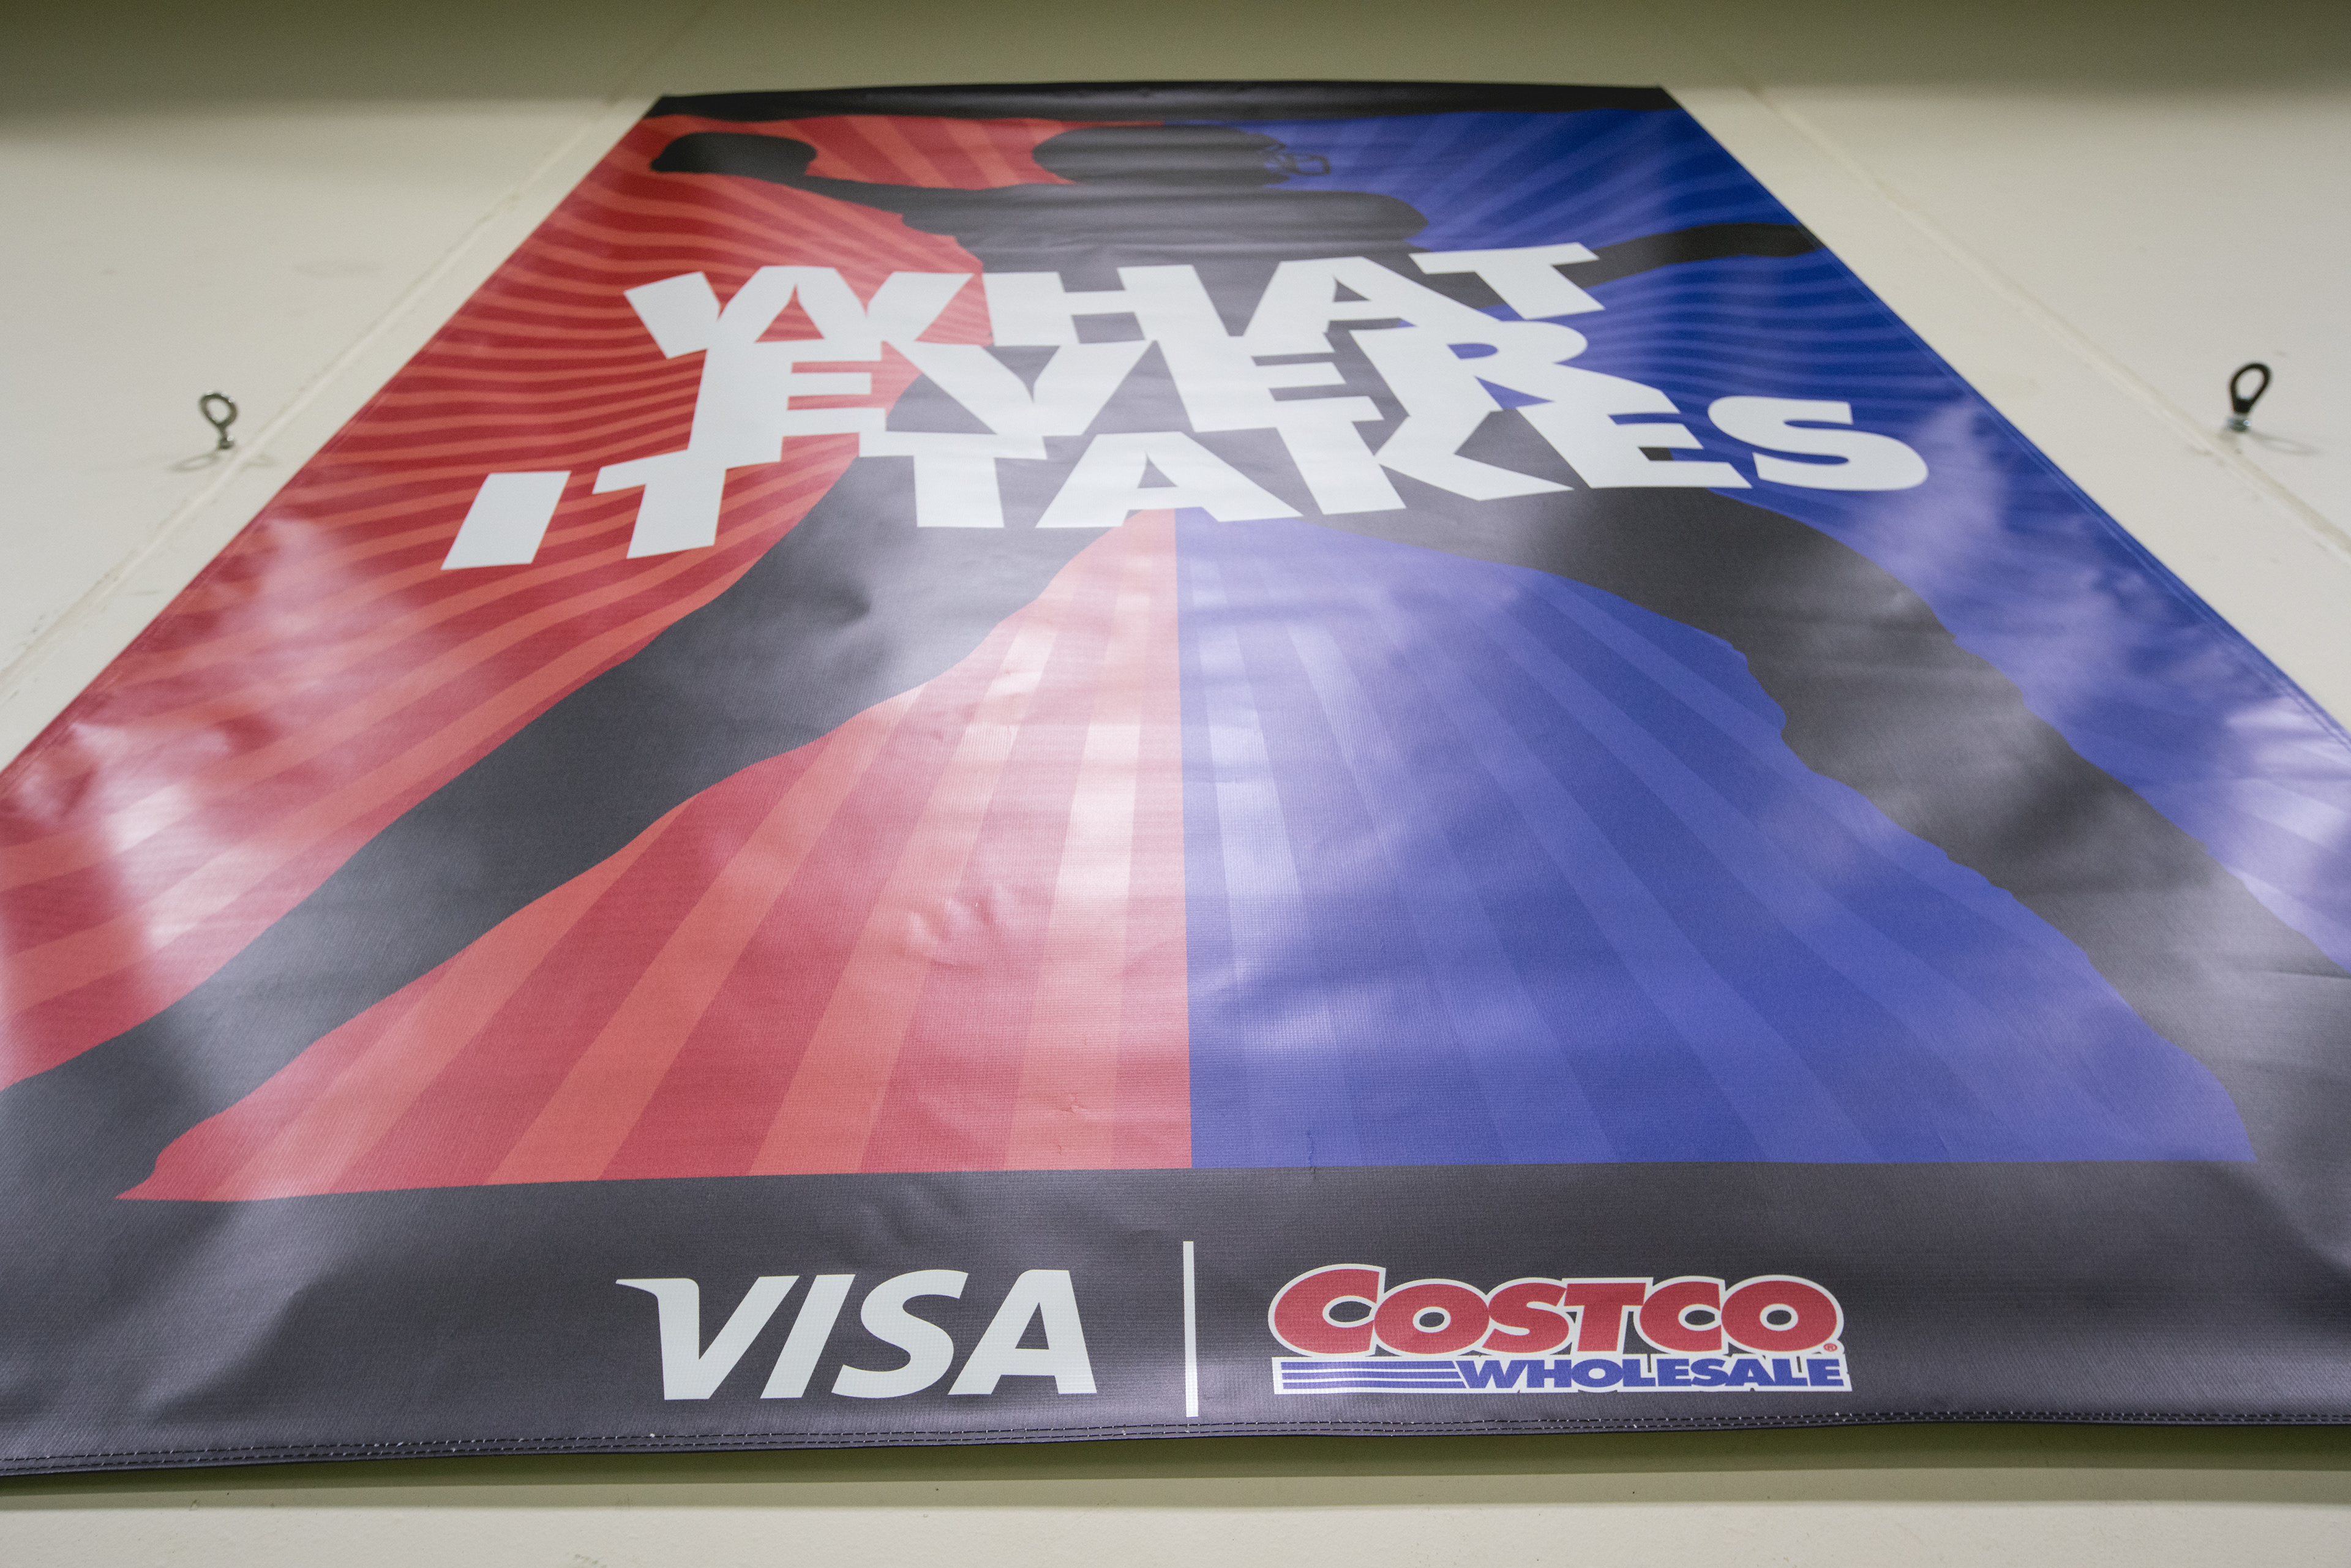 WHAT
EVER
IT TAKES
VISA
COSTCO®
WHOLESALE